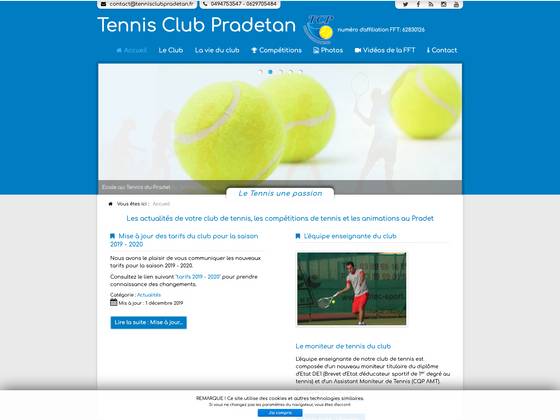 contact@tennisclubpradetan.fr 0494753547 - 0629705484
Tennis Club Pradetan TCP numéro d'affiliation FFT: 62830126
Accueil Le Club La vie du club Compétitions Photos Vidéos de la FFT Contact
Ecole du Tennis du Pradet
Le Tennis une passion
Vous êtes ici : Accueil
Les actualités de votre club de tennis, les compétitions de tennis et les animations au Pradet
Mise à jour des tarifs du club pour la saison
2019 - 2020
Nous avons le plaisir de vous communiquer les nouveaux
tarifs pour la saison 2019 - 2020.
Consultez le lien suivant "tarifs 2019 - 2020" pour prendre
connaissance des changements.
Catégorie : Actualités
Mis à jour : 1 décembre 2019
Lire la suite : Mise à jour...
L'équipe enseignante du club
Le moniteur de tennis du club
L'équipe enseignante de notre club de tennis est
composée d'un nouveau moniteur titulaire du diplôme
d'Etat DE1 (Brevet d'Etat d'éducateur sportif de 1er degré au
tennis) et d'un Assistant Moniteur de Tennis (CQP AMT).
REMARQUE ! Ce site utilise des cookies et autres technologies similaires.
Si vous ne changez pas les paramètres du navigateur, vous êtes d'accord
J'ai compris